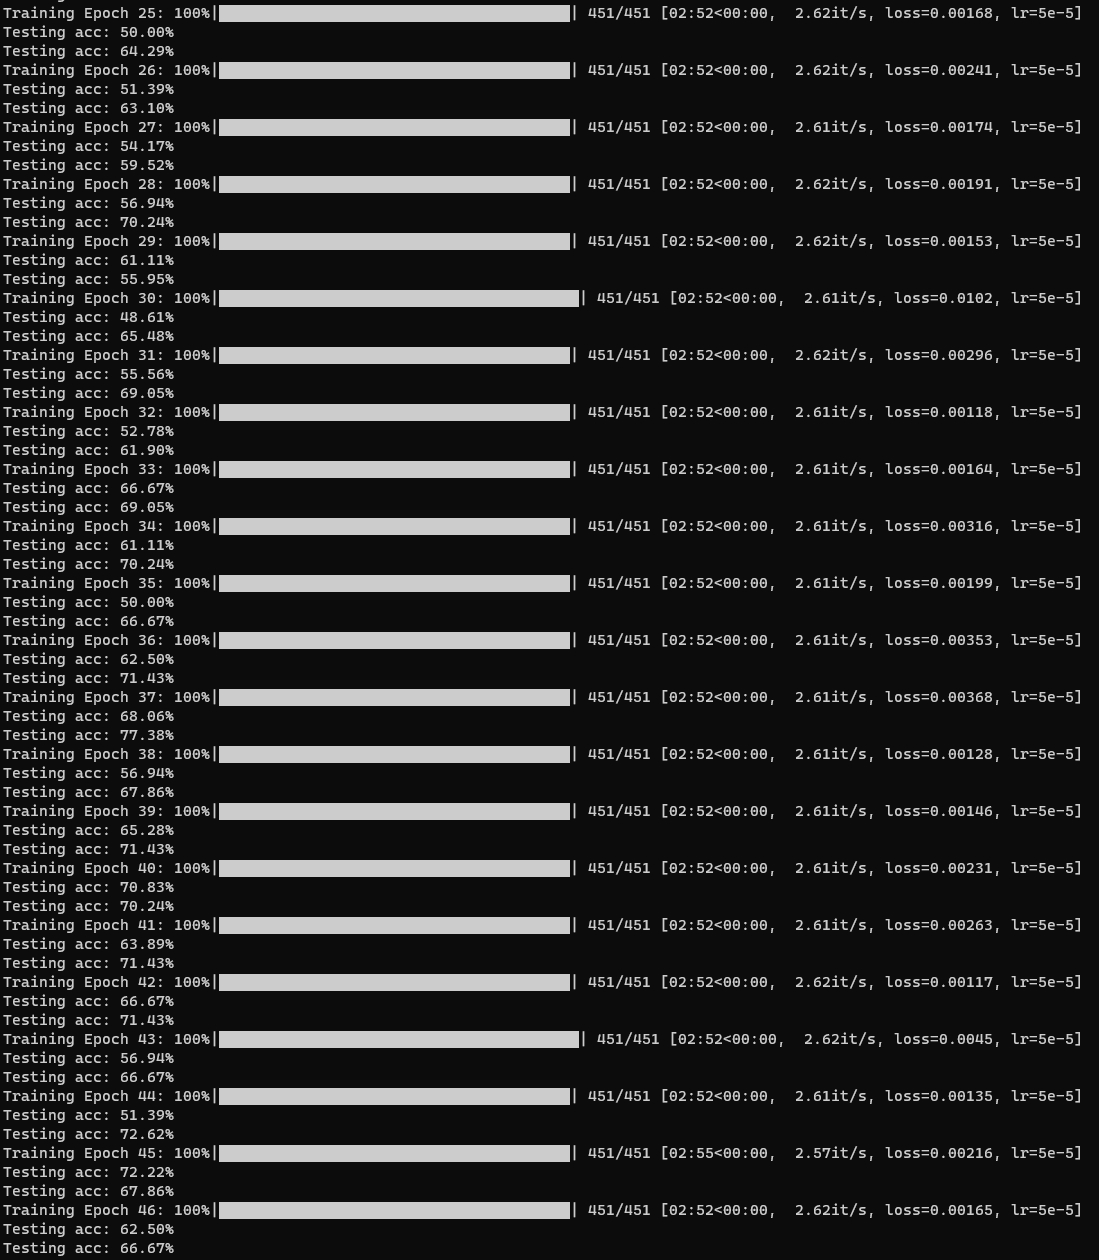 Training Epoch 25: 100%| | 451/451 [02:52<00:00, 2.62it/s, loss=0.00168, lr=5e-5]
Testing acc: 50.00%
Testing acc: 64.29%
Training Epoch 26: 100%| | 451/451 [02:52<00:00, 2.62it/s, loss=0.00241, lr=5e-5]
Testing acc: 51.39%
Testing acc: 63.10%
Training Epoch 27: 100%| | 451/451 [02:52<00:00, 2.61it/s, loss=0.00174, lr=5e-5]
Testing acc: 54.17%
Testing acc: 59.52%
Training Epoch 28: 100%| | 451/451 [02:52<00:00, 2.62it/s, loss=0.00191, lr=5e-5]
Testing acc: 56.94%
Testing acc: 70.24%
Training Epoch 29: 100%| | 451/451 [02:52<00:00, 2.62it/s, loss=0.00153, lr=5e-5]
Testing acc: 61.11%
Testing acc: 55.95%
Training Epoch 30: 100%| | 451/451 [02:52<00:00, 2.61it/s, loss=0.0102, lr=5e-5]
Testing acc: 48.61%
Testing acc: 65.48%
Training Epoch 31: 100%| | 451/451 [02:52<00:00, 2.62it/s, loss=0.00296, lr=5e-5]
Testing acc: 55.56%
Testing acc: 69.05%
Training Epoch 32: 100%| | 451/451 [02:52<00:00, 2.61it/s, loss=0.00118, lr=5e-5]
Testing acc: 52.78%
Testing acc: 61.90%
Training Epoch 33: 100%| | 451/451 [02:52<00:00, 2.61it/s, loss=0.00164, lr=5e-5]
Testing acc: 66.67%
Testing acc: 69.05%
Training Epoch 34: 100%| | 451/451 [02:52<00:00, 2.61it/s, loss=0.00316, lr=5e-5]
Testing acc: 61.11%
Testing acc: 70.24%
Training Epoch 35: 100%| | 451/451 [02:52<00:00, 2.61it/s, loss=0.00199, lr=5e-5]
Testing acc: 50.00%
Testing acc: 66.67%
Training Epoch 36: 100%| | 451/451 [02:52<00:00, 2.61it/s, loss=0.00353, lr=5e-5]
Testing acc: 62.50%
Testing acc: 71.43%
Training Epoch 37: 100%| | 451/451 [02:52<00:00, 2.61it/s, loss=0.00368, lr=5e-5]
Testing acc: 68.06%
Testing acc: 77.38%
Training Epoch 38: 100%| | 451/451 [02:52<00:00, 2.61it/s, loss=0.00128, lr=5e-5]
Testing acc: 56.94%
Testing acc: 67.86%
Training Epoch 39: 100%| | 451/451 [02:52<00:00, 2.61it/s, loss=0.00146, lr=5e-5]
Testing acc: 65.28%
Testing acc: 71.43%
Training Epoch 40: 100%| | 451/451 [02:52<00:00, 2.61it/s, loss=0.00231, lr=5e-5]
Testing acc: 70.83%
Testing acc: 70.24%
Training Epoch 41: 100%| | 451/451 [02:52<00:00, 2.61it/s, loss=0.00263, lr=5e-5]
Testing acc: 63.89%
Testing acc: 71.43%
Training Epoch 42: 100%| | 451/451 [02:52<00:00, 2.62it/s, loss=0.00117, lr=5e-5]
Testing acc: 66.67%
Testing acc: 71.43%
Training Epoch 43: 100%| | 451/451 [02:52<00:00, 2.62it/s, loss=0.0045, lr=5e-5]
Testing acc: 56.94%
Testing acc: 66.67%
Training Epoch 44: 100%| | 451/451 [02:52<00:00, 2.61it/s, loss=0.00135, lr=5e-5]
Testing acc: 51.39%
Testing acc: 72.62%
Training Epoch 45: 100%| | 451/451 [02:55<00:00, 2.57it/s, loss=0.00216, lr=5e-5]
Testing acc: 72.22%
Testing acc: 67.86%
Training Epoch 46: 100%| | 451/451 [02:52<00:00, 2.62it/s, loss=0.00165, lr=5e-5]
Testing acc: 62.50%
Testing acc: 66.67%